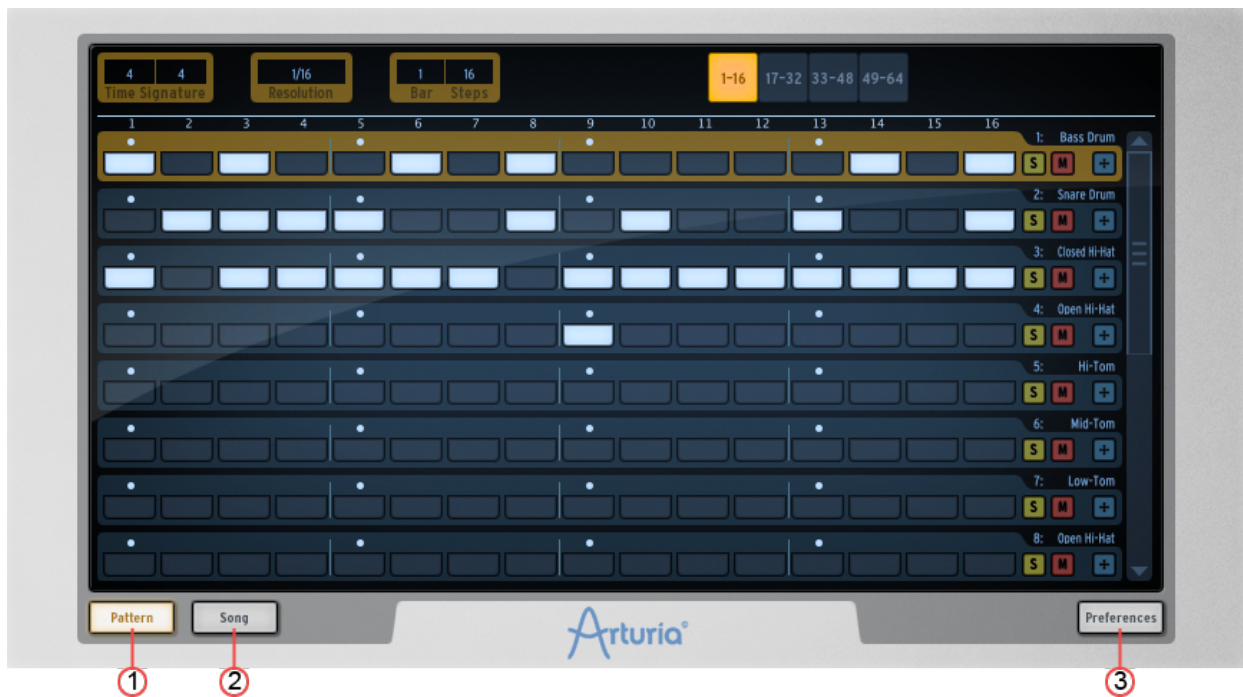 4 4 1/16 1 16
Time Signature Resolution Bar Steps
1-16 17-32 33-48 49-64
1 2 3 4 5 6 7 8 9 10 11 12 13 14 15 16
1: Bass Drum
S M +
2: Snare Drum
S M +
3: Closed Hi-Hat
S M +
4: Open Hi-Hat
S M +
5: Hi-Tom
S M +
6: Mid-Tom
S M +
7: Low-Tom
S M +
8: Open Hi-Hat
S M +
Pattern Song Arturia® Preferences
1 2 3